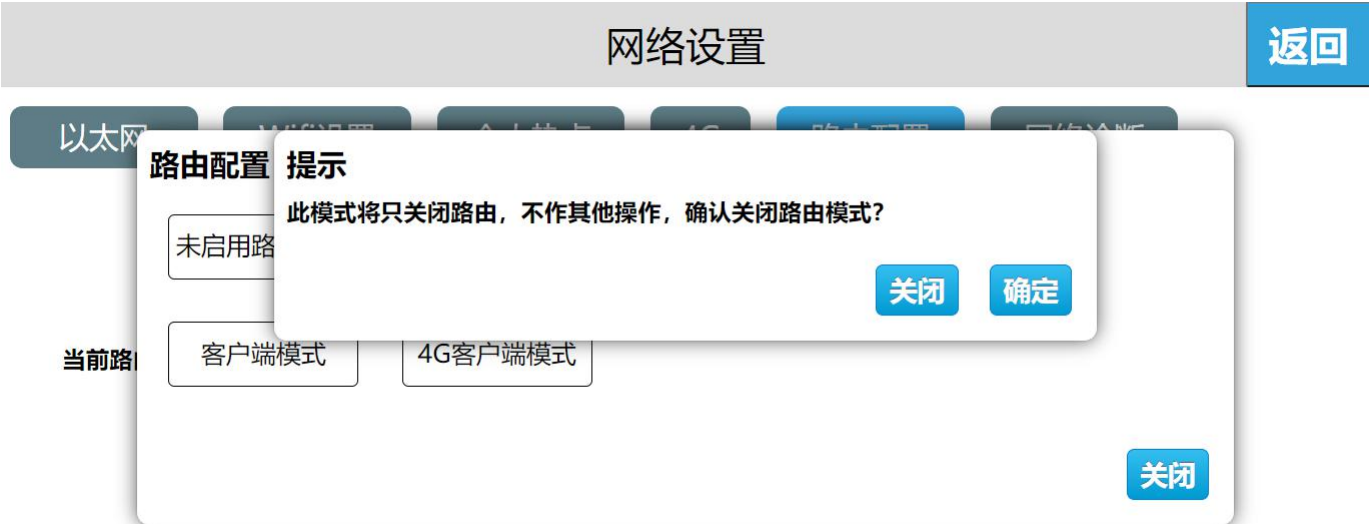 网络设置
返回
以太网
路由配置
提示
此模式将只关闭路由，不作其他操作，确认关闭路由模式？
未启用路
关闭
确定
当前路
客户端模式
4G客户端模式
关闭